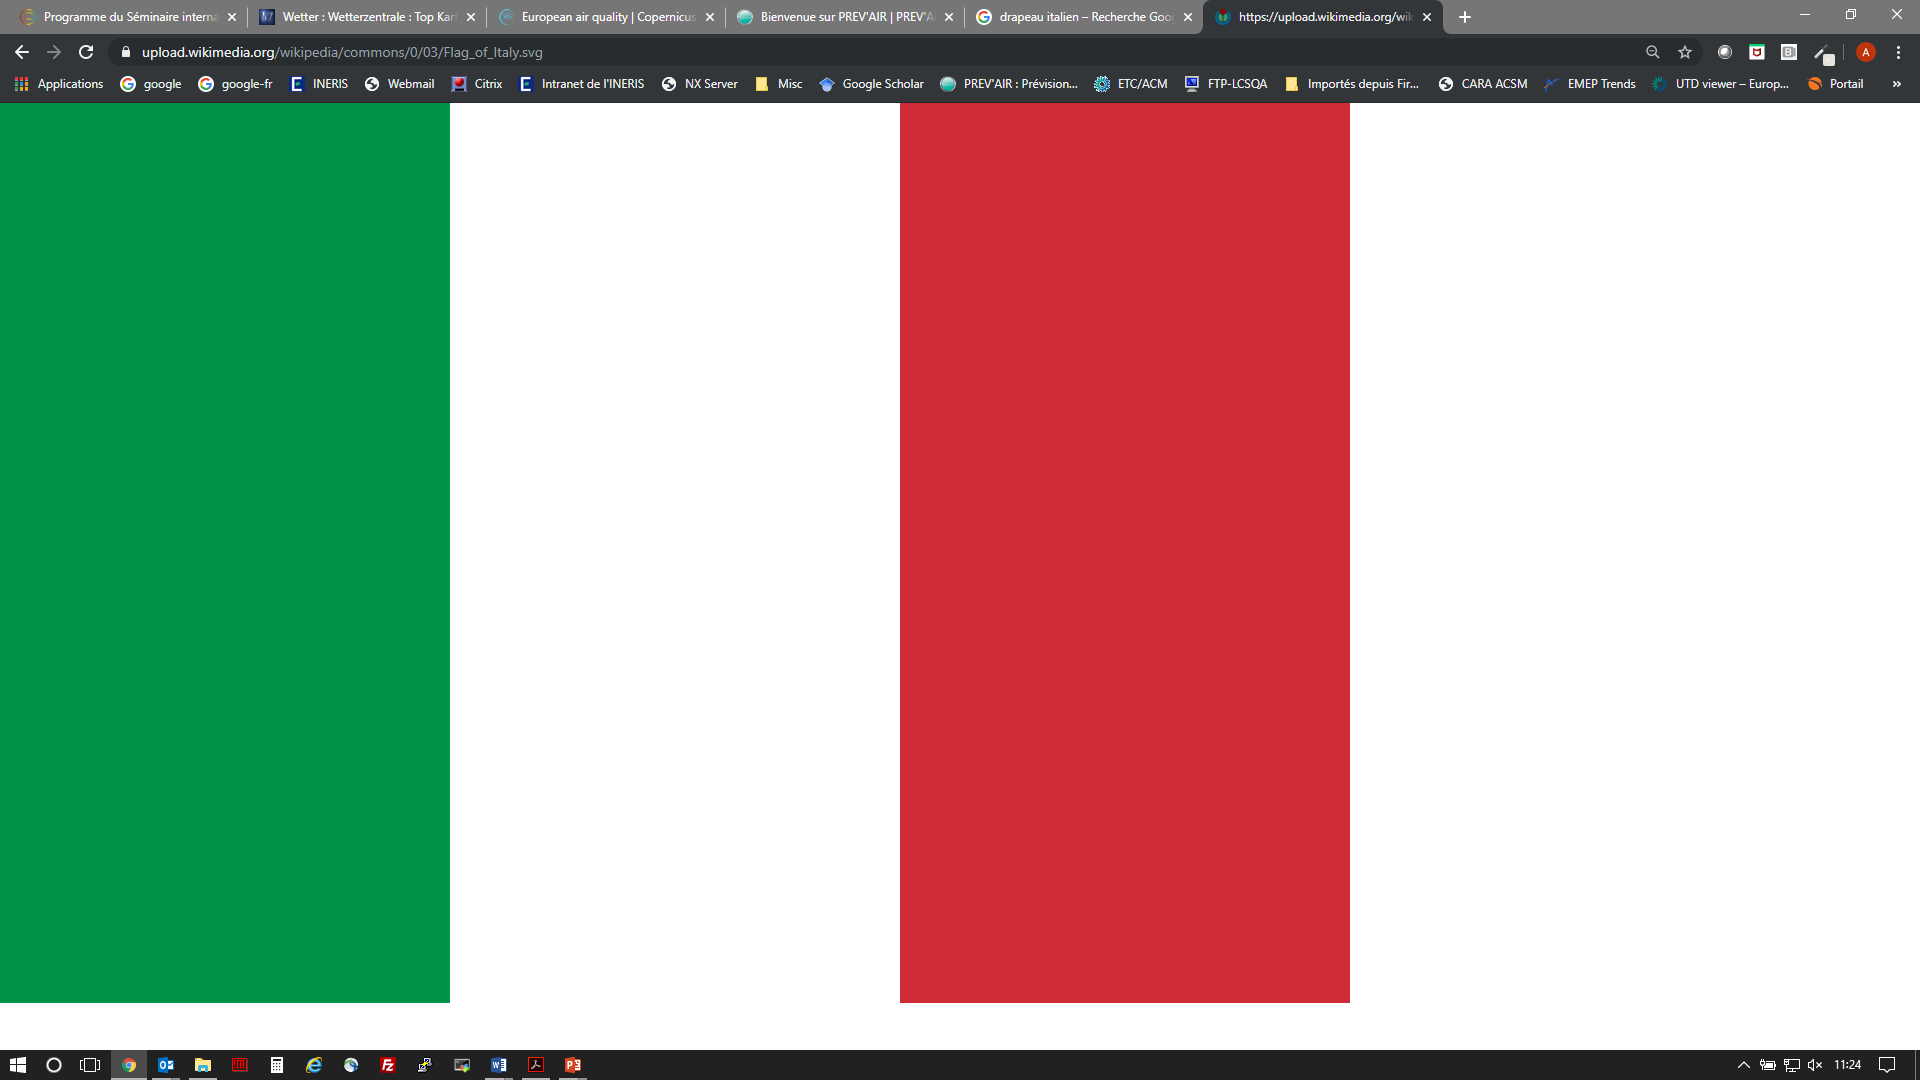 Programme du Séminaire interna
Wetter : Wetterzentrale : Top Kart
European air quality | Copernicus
Bienvenue sur PREV'AIR | PREV'A
drapeau italien – Recherche Goo
https://upload.wikimedia.org/wik
upload.wikimedia.org/wikipedia/commons/0/03/Flag_of_Italy.svg
A
Applications
google
google-fr
INERIS
Webmail
Citrix
Intranet de l'INERIS
NX Server
Misc
Google Scholar
PREV'AIR : Prévision...
ETC/ACM
FTP-LCSQA
Importés depuis Fir...
CARA ACSM
EMEP Trends
UTD viewer – Europ...
Portail
»
11:24